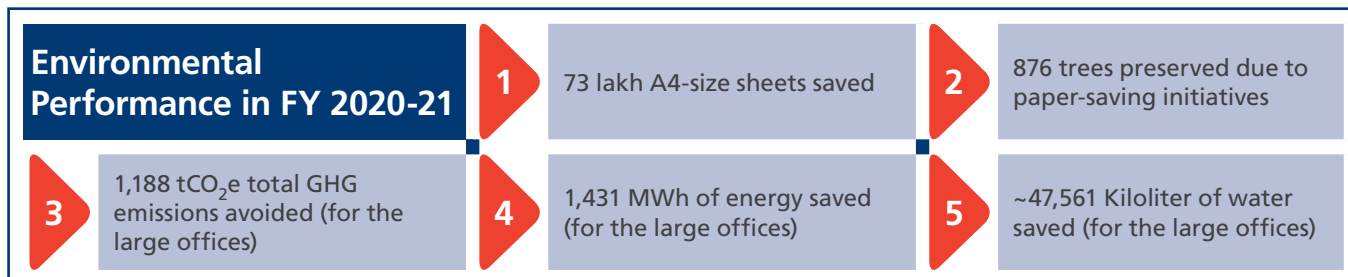 Environmental
Performance in FY 2020-21
1
73 lakh A4-size sheets saved
2
876 trees preserved due to
paper-saving initiatives
3
1,188 tCO₂e total GHG
emissions avoided (for the
large offices)
4
1,431 MWh of energy saved
(for the large offices)
5
~47,561 Kiloliter of water
saved (for the large offices)